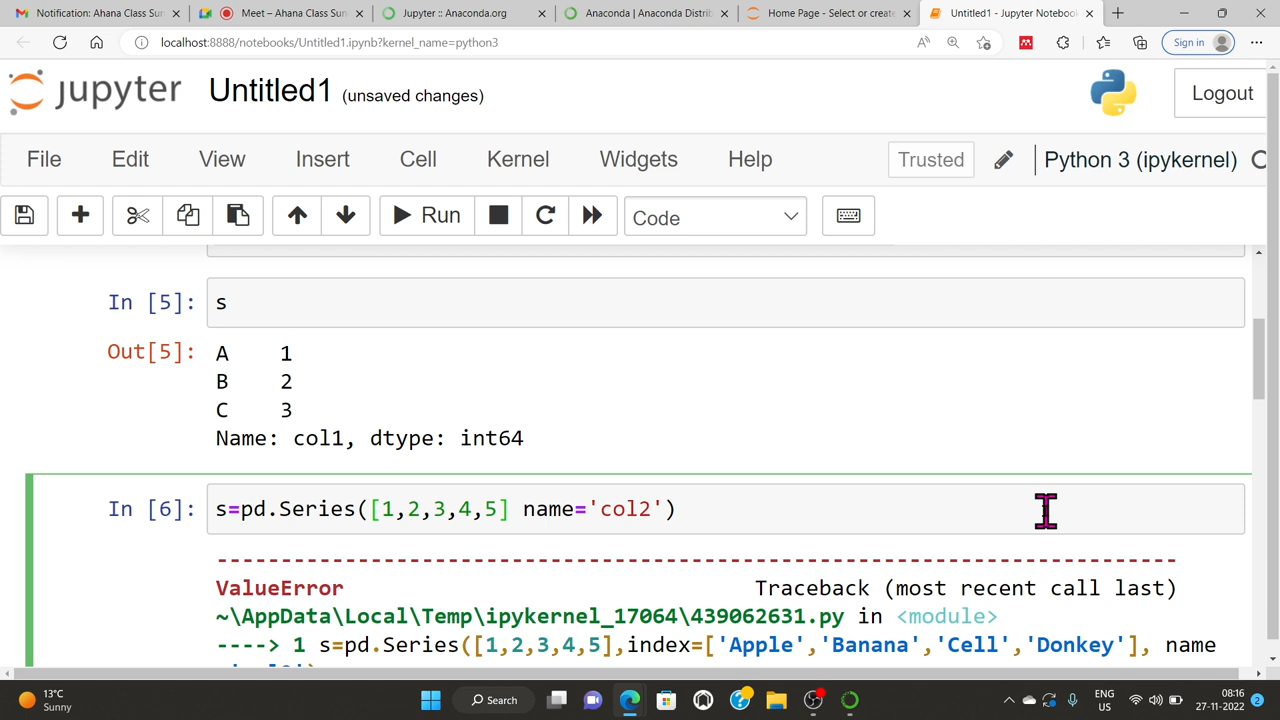 Notification: Ahana Class Sun
Meet – Ahana Class Sun
Jupyter :: Anaconda.org
Anaconda | Anaconda Distrib
Home Page - Select or create
Untitled1 - Jupyter Notebook
localhost:8888/notebooks/Untitled1.ipynb?kernel_name=python3
Sign in
jupyter Untitled1 (unsaved changes)
Logout
File Edit View Insert Cell Kernel Widgets Help
Trusted
Python 3 (ipykernel)
Run
Code
In [5]: s
Out[5]: A 1
B 2
C 3
Name: col1, dtype: int64
In [6]: s=pd.Series([1,2,3,4,5] name='col2')
---------------------------------------------------------------------------
ValueError Traceback (most recent call last)
~\AppData\Local\Temp\ipykernel_17064\439062631.py in <module>
----> 1 s=pd.Series([1,2,3,4,5],index=['Apple','Banana','Cell','Donkey'], name
13°C
Sunny
Search
ENG
US
08:16
27-11-2022
2